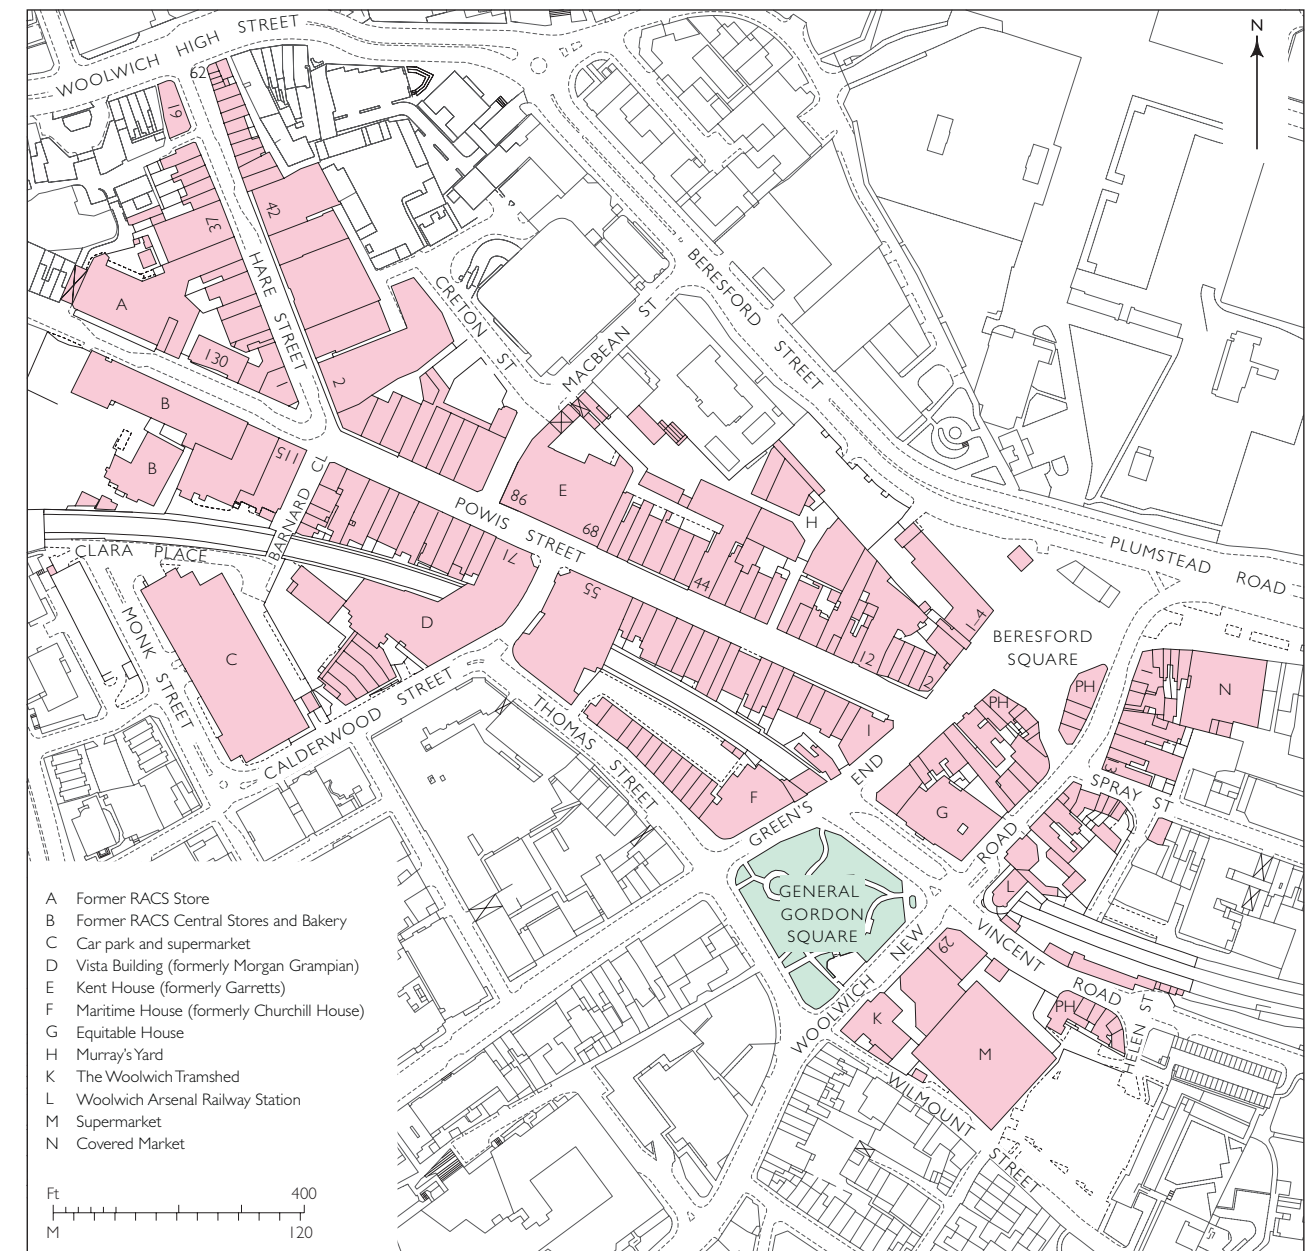 WOOLWICH HIGH STREET
N
62
19
37
42
HARE STREET
A
130
1
2
CRETON ST
MACBEAN ST
BERESFORD STREET
B
B
115
BARNARD CL
86
E
68
POWIS STREET
71
55
44
H
12
2
1-4
PLUMSTEAD ROAD
BERESFORD
SQUARE
CLARA PLACE
MONK STREET
C
D
CALDERWOOD STREET
THOMAS STREET
F
1
GREEN'S END
PH
PH
N
3
SPRAY ST
G
WOOLWICH NEW ROAD
L
GENERAL
GORDON
SQUARE
29
VINCENT ROAD
PH
HELEN ST
K
M
WILMOUNT STREET
A Former RACS Store
B Former RACS Central Stores and Bakery
C Car park and supermarket
D Vista Building (formerly Morgan Grampian)
E Kent House (formerly Garretts)
F Maritime House (formerly Churchill House)
G Equitable House
H Murray's Yard
K The Woolwich Tramshed
L Woolwich Arsenal Railway Station
M Supermarket
N Covered Market
Ft 400
M 120